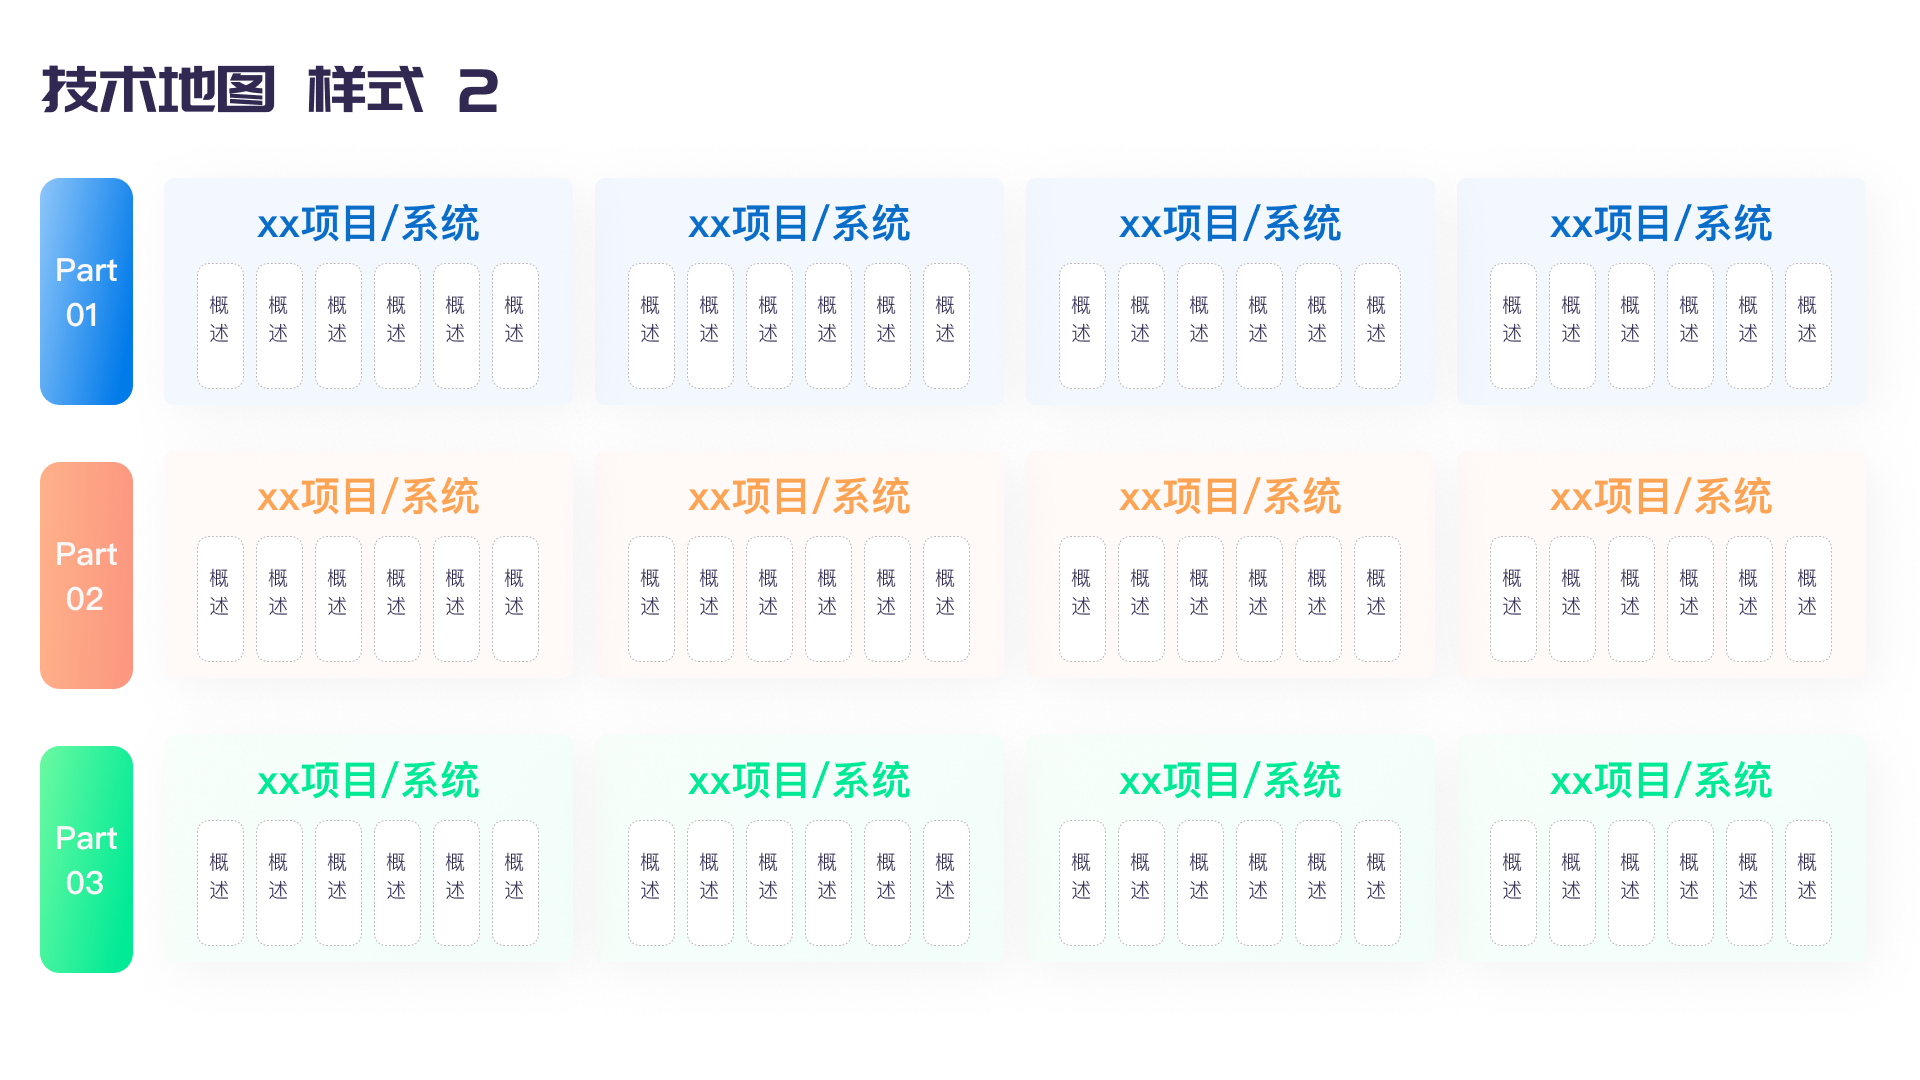 技术地图 样式 2
Part
01
xx项目/系统 xx项目/系统 xx项目/系统 xx项目/系统
概 概 概 概 概 概 概 概 概 概 概 概 概 概 概 概 概 概 概 概 概 概 概 概
述 述 述 述 述 述 述 述 述 述 述 述 述 述 述 述 述 述 述 述 述 述 述 述
Part
02
xx项目/系统 xx项目/系统 xx项目/系统 xx项目/系统
概 概 概 概 概 概 概 概 概 概 概 概 概 概 概 概 概 概 概 概 概 概 概 概
述 述 述 述 述 述 述 述 述 述 述 述 述 述 述 述 述 述 述 述 述 述 述 述
Part
03
xx项目/系统 xx项目/系统 xx项目/系统 xx项目/系统
概 概 概 概 概 概 概 概 概 概 概 概 概 概 概 概 概 概 概 概 概 概 概 概
述 述 述 述 述 述 述 述 述 述 述 述 述 述 述 述 述 述 述 述 述 述 述 述